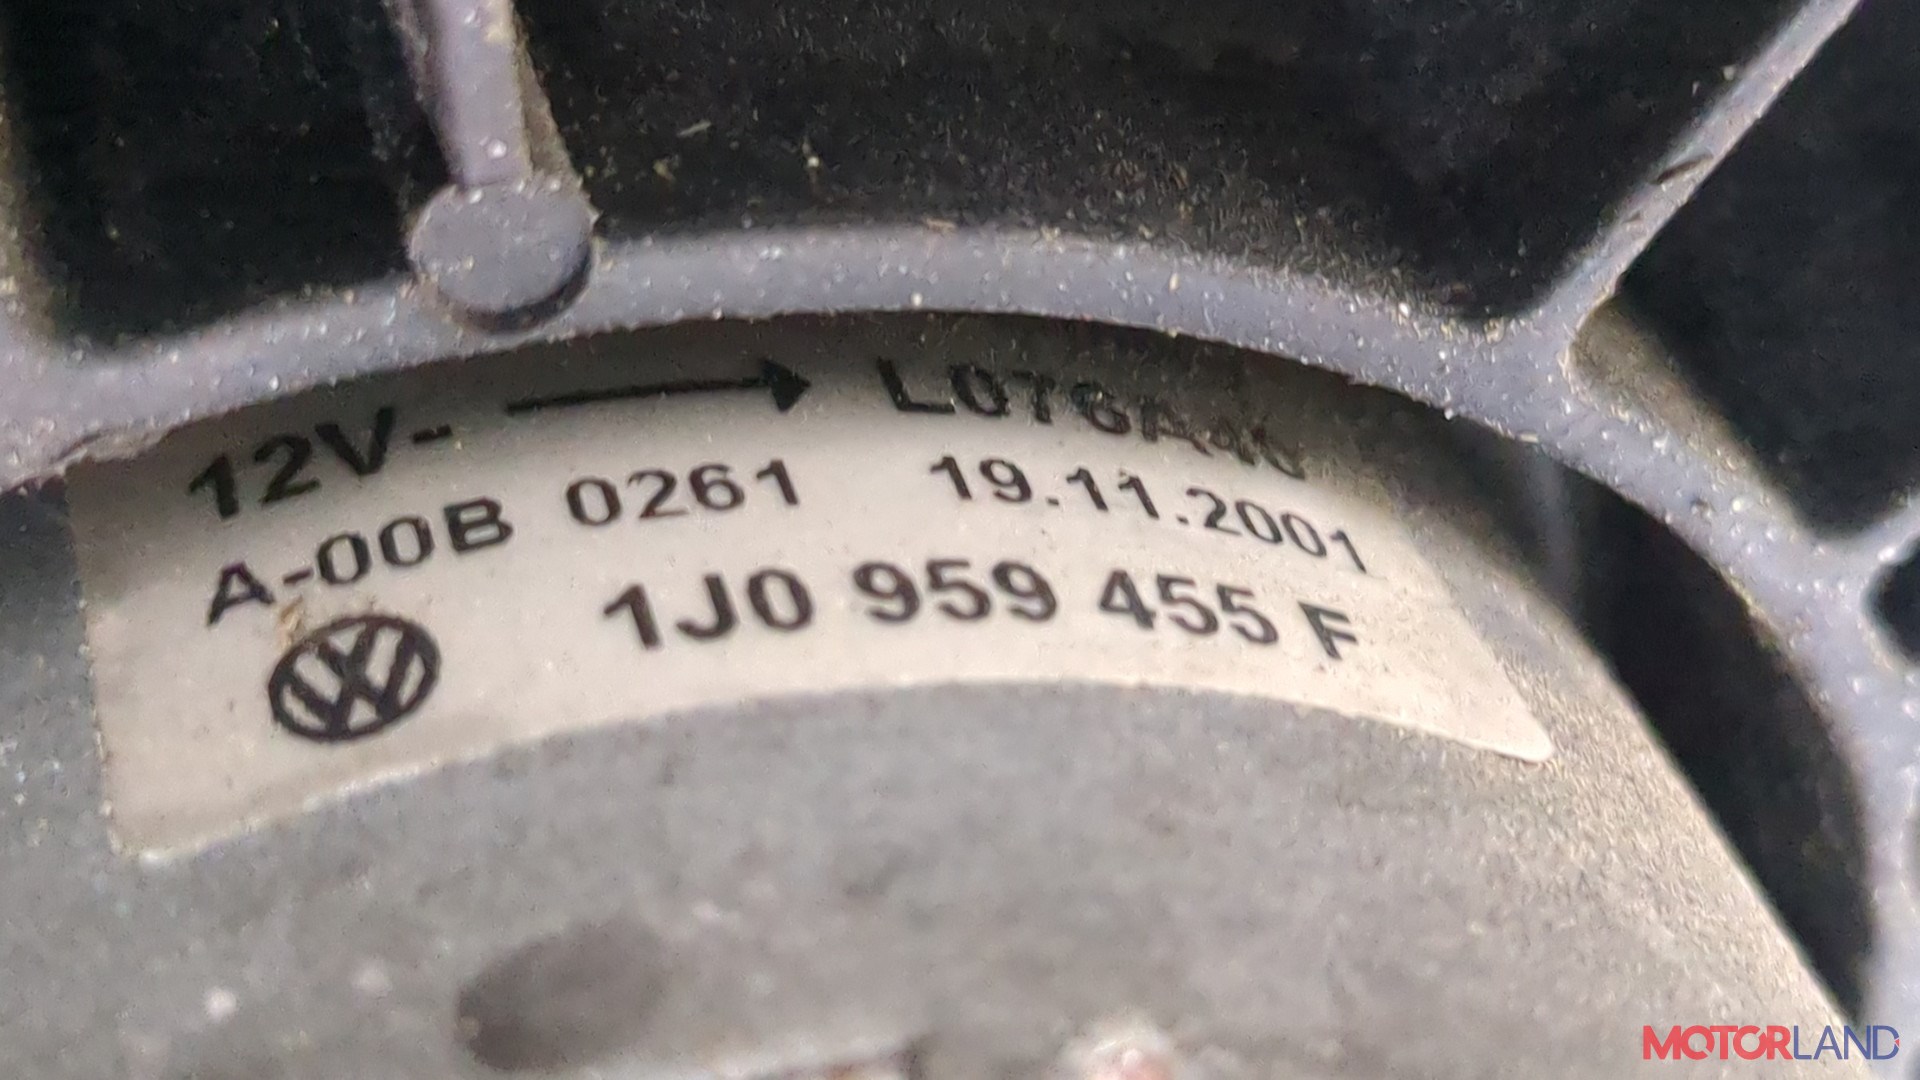 12V-
A-00B 0261 19.11.2001
1J0 959 455 F
MOTORLAND